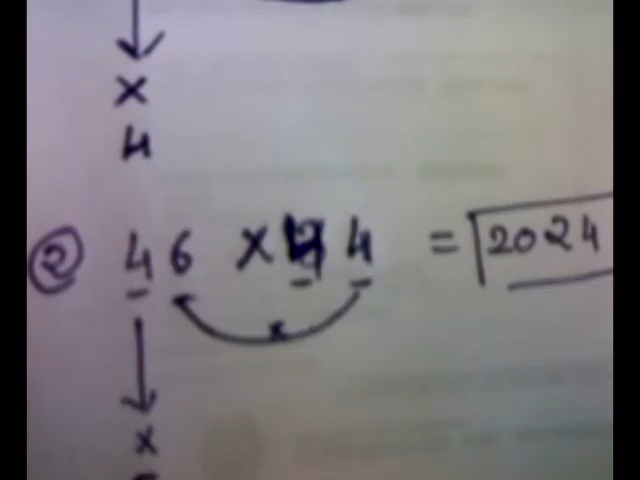 ×
4
② 46 × 44 = 2024
×
×